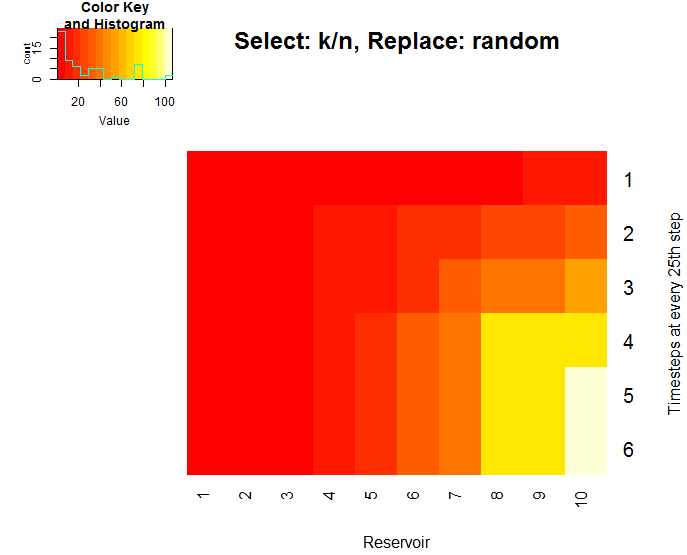 Color Key
and Histogram
Select: k/n, Replace: random
Count
0 15
20 60 100
Value
1
2
3
4
5
6
Timesteps at every 25th step
1 2 3 4 5 6 7 8 9 10
Reservoir